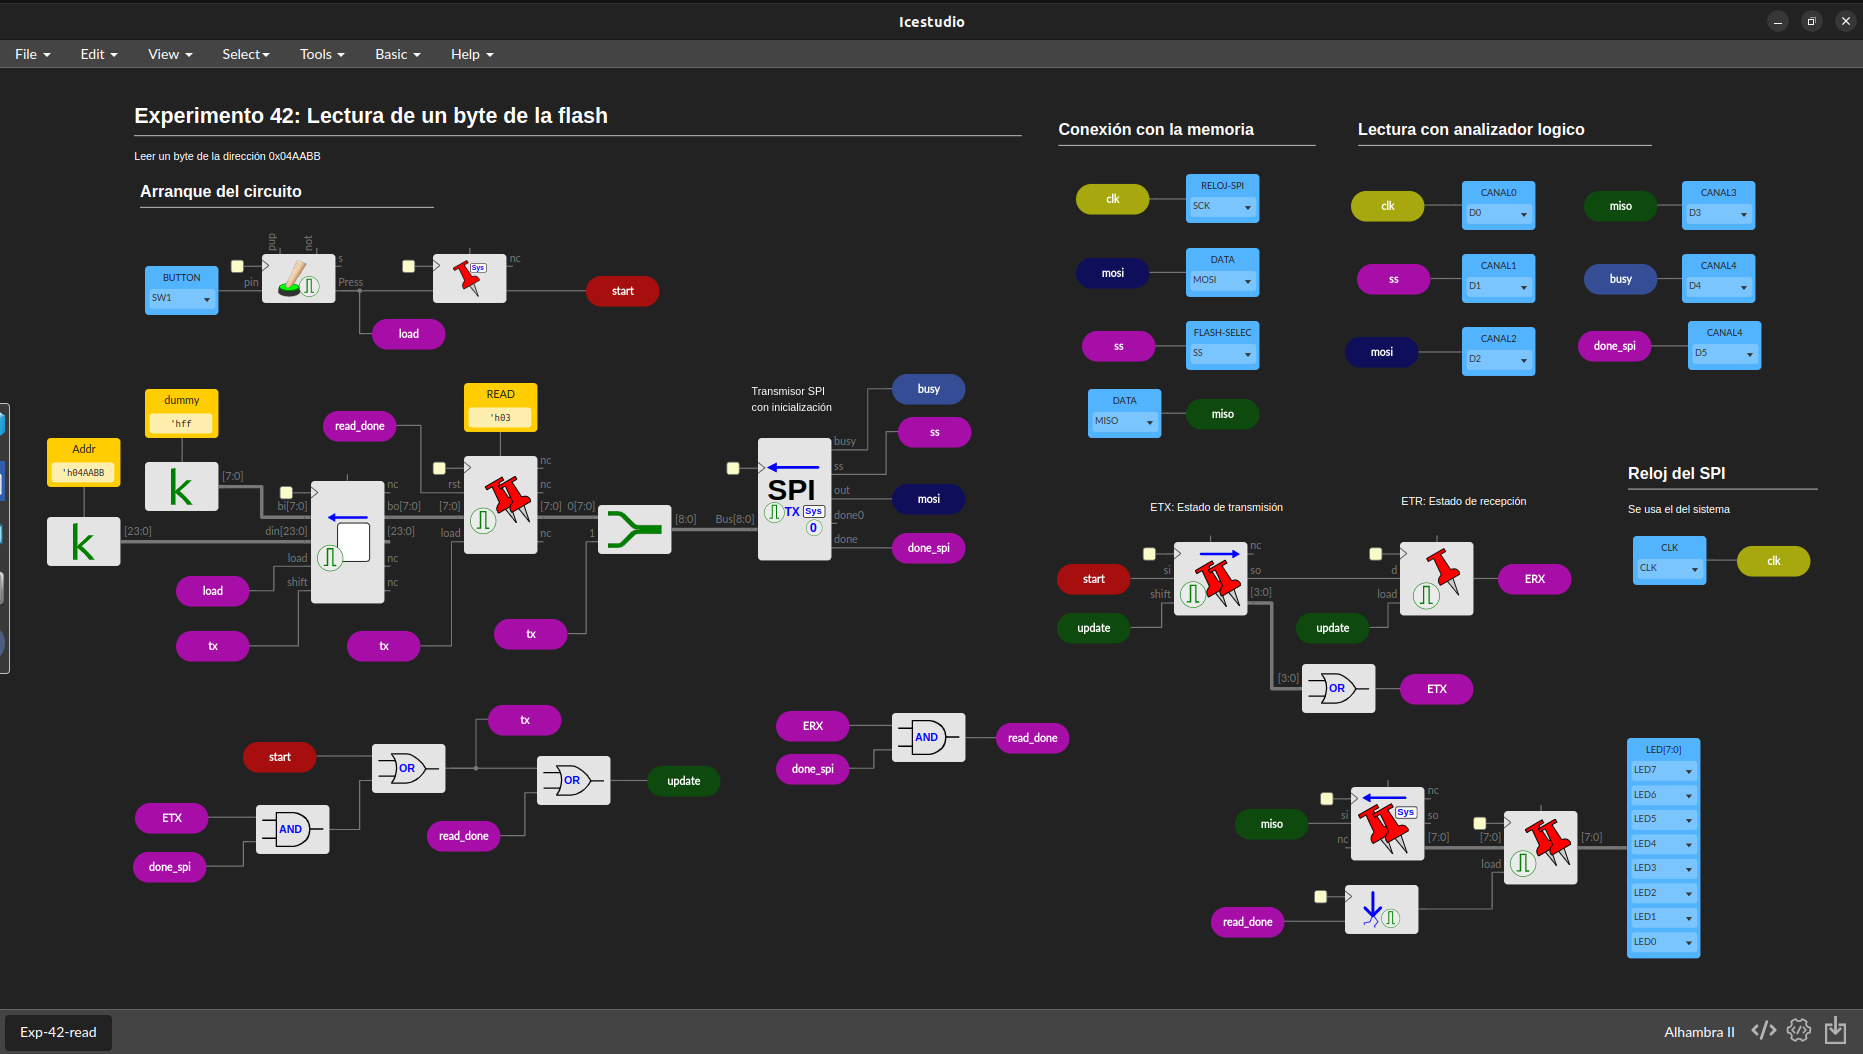 Icestudio
File Edit View Select Tools Basic Help
Experimento 42: Lectura de un byte de la flash
Leer un byte de la dirección 0x04AABB
Arranque del circuito
BUTTON
SW1
pin
pup
not
s
Press
Sys
nc
start
load
Addr
'h04AABB
dummy
'hff
k
[7:0]
k
[23:0]
read_done
READ
'h03
bi[7:0]
din[23:0]
load
shift
nc
bo[7:0]
[23:0]
nc
nc
load
tx
rst
[7:0]
load
nc
nc
[7:0]
nc
tx
0[7:0]
1
[8:0]
tx
Transmisor SPI
con inicialización
Bus[8:0]
SPI
TX Sys
0
busy
ss
out
done0
done
busy
ss
mosi
done_spi
start
ETX
done_spi
AND
OR
tx
OR
read_done
update
ERX
done_spi
AND
read_done
Conexión con la memoria
clk
RELOJ-SPI
SCK
mosi
DATA
MOSI
ss
FLASH-SELEC
SS
DATA
MISO
miso
Lectura con analizador logico
clk
CANAL0
D0
ss
CANAL1
D1
mosi
CANAL2
D2
miso
CANAL3
D3
busy
CANAL4
D4
done_spi
CANAL4
D5
Reloj del SPI
Se usa el del sistema
CLK
CLK
clk
ETX: Estado de transmisión
ETR: Estado de recepción
start
update
si
shift
nc
so
[3:0]
d
load
update
ERX
[3:0]
OR
ETX
miso
si
nc
Sys
nc
so
[7:0]
[7:0]
load
[7:0]
read_done
LED[7:0]
LED7
LED6
LED5
LED4
LED3
LED2
LED1
LED0
Exp-42-read
Alhambra II